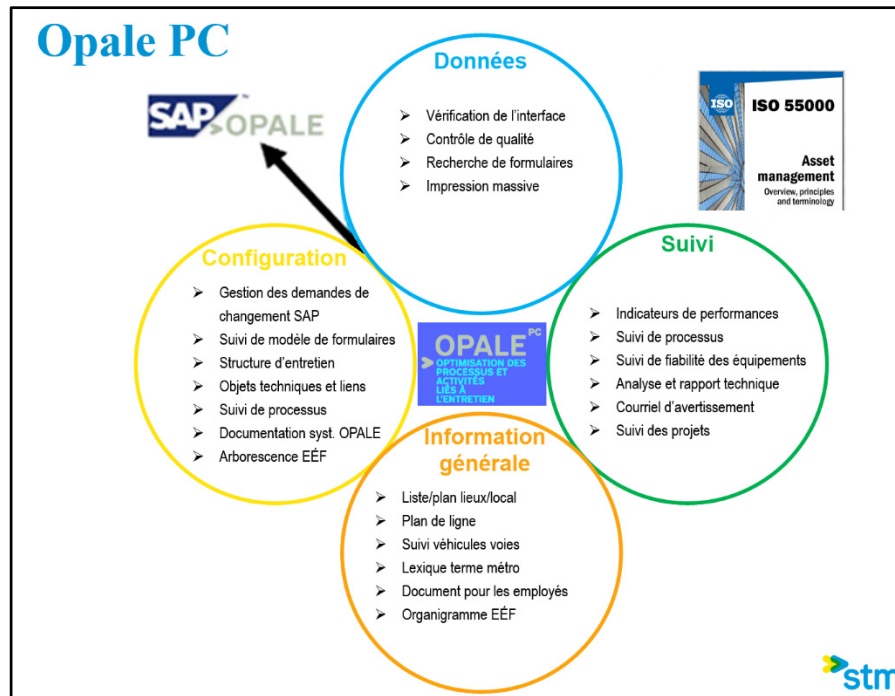 Opale PC
SAP™>OPALE
Données
➤ Vérification de l'interface
➤ Contrôle de qualité
➤ Recherche de formulaires
➤ Impression massive
ISO
ISO 55000
Asset
management
Overview, principles
and terminology
Configuration
➤ Gestion des demandes de
changement SAP
➤ Suivi de modèle de formulaires
➤ Structure d'entretien
➤ Objets techniques et liens
➤ Suivi de processus
➤ Documentation syst. OPALE
➤ Arborescence EÉF
Suivi
➤ Indicateurs de performances
➤ Suivi de processus
➤ Suivi de fiabilité des équipements
➤ Analyse et rapport technique
➤ Courriel d'avertissement
➤ Suivi des projets
OPALE PC
> OPTIMISATION DES
PROCESSUS ET
ACTIVITÉS
LIÉS À
L'ENTRETIEN
Information
générale
➤ Liste/plan lieux/local
➤ Plan de ligne
➤ Suivi véhicules voies
➤ Lexique terme métro
➤ Document pour les employés
➤ Organigramme EÉF
stm